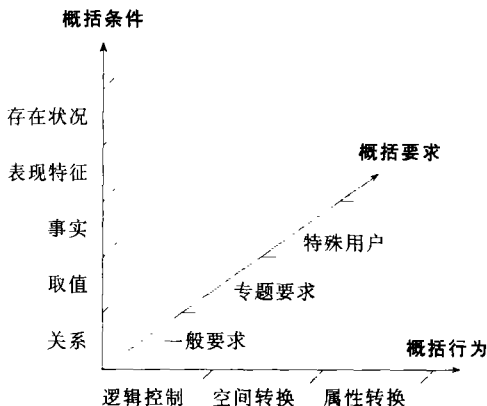 概括条件
存在状况
表现特征
概括要求
事实
特殊用户
取值
专题要求
关系
一般要求
概括行为
逻辑控制 空间转换 属性转换